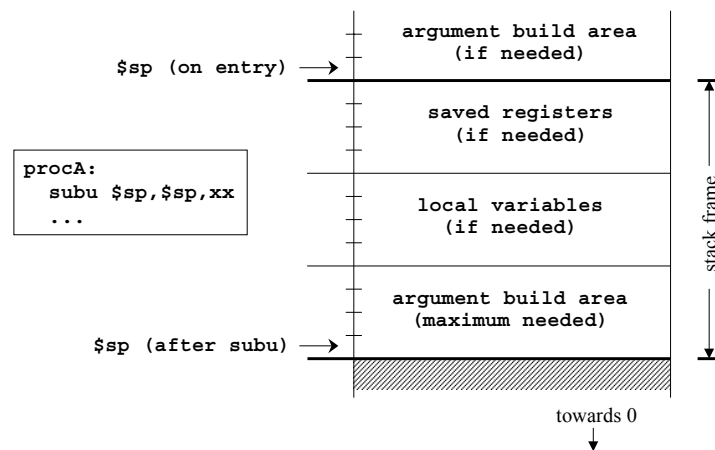 argument build area
(if needed)
$sp (on entry)
saved registers
(if needed)
procA:
subu $sp,$sp,xx
...
local variables
(if needed)
stack frame
argument build area
(maximum needed)
$sp (after subu)
towards 0